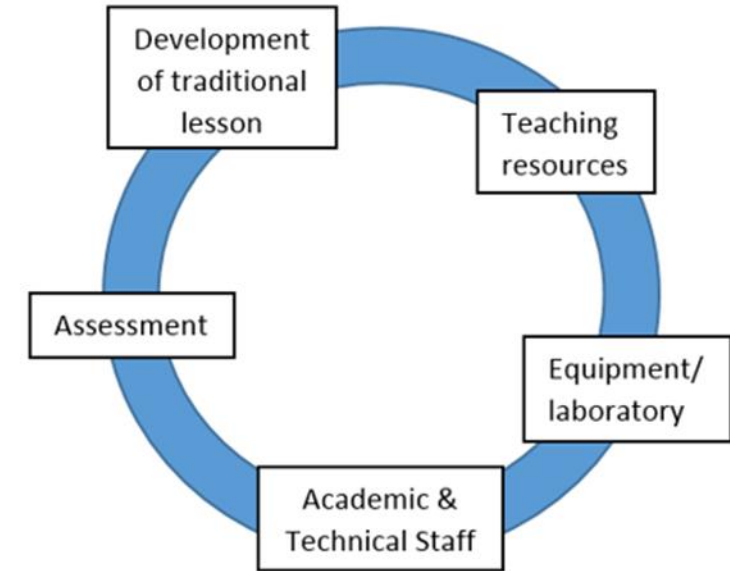 Development
of traditional
lesson
Teaching
resources
Equipment/
laboratory
Academic &
Technical Staff
Assessment